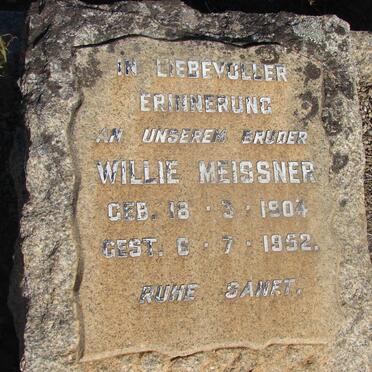 IN LIEBEVOLLER
ERINNERUNG
AN UNSEREM BRUDER
WILLIE MEISSNER
GEB. 18 · 3 · 1904
GEST. 6 · 7 · 1952.
RUHE SANFT.